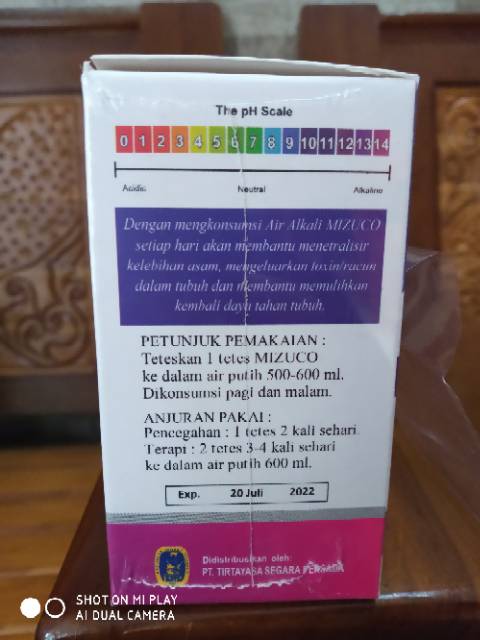 The pH Scale
0 1 2 3 4 5 6 7 8 9 10 11 12 13 14
Acidic Neutral Alkaline
Dengan mengkonsumsi Air Alkali MIZUCO
setiap hari akan membantu menetralisir
kelebihan asam, mengeluarkan toxin/racun
dalam tubuh dan membantu memulihkan
kembali daya tahan tubuh.
PETUNJUK PEMAKAIAN :
Teteskan 1 tetes MIZUCO
ke dalam air putih 500-600 ml.
Dikonsumsi pagi dan malam.
ANJURAN PAKAI :
Pencegahan : 1 tetes 2 kali sehari.
Terapi : 2 tetes 3-4 kali sehari
ke dalam air putih 600 ml.
Exp. 20 Juli 2022
Didistribusikan oleh:
PT. TIRTAYASA SEGARA PERSADA
SHOT ON MI PLAY
AI DUAL CAMERA